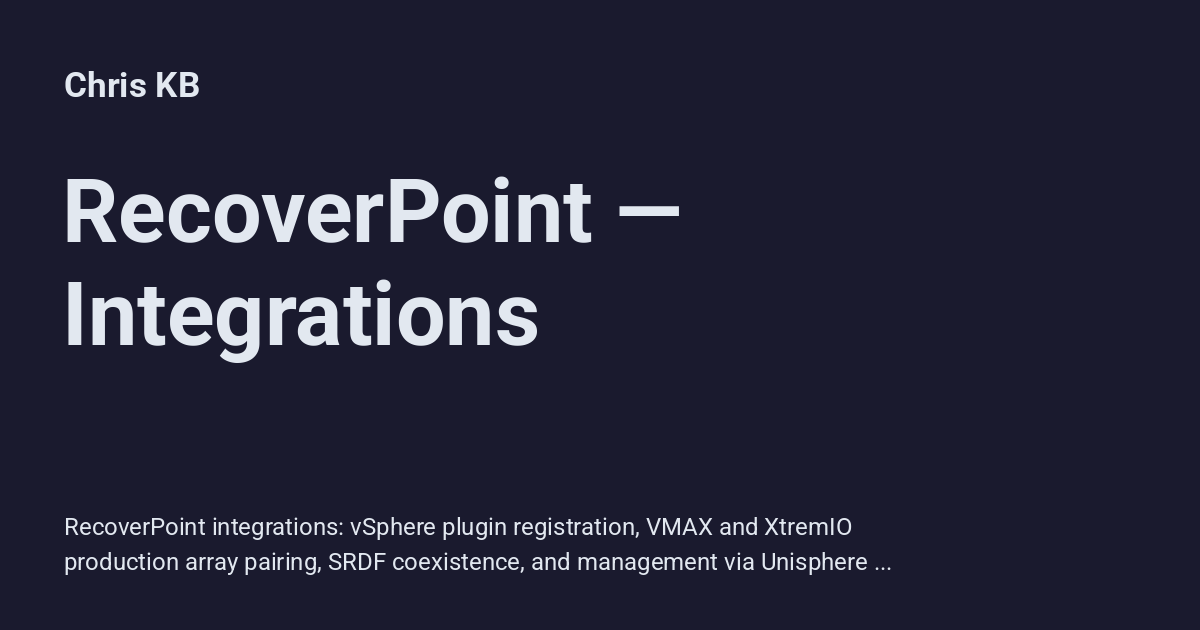 Chris KB
RecoverPoint —
Integrations
RecoverPoint integrations: vSphere plugin registration, VMAX and XtremIO
production array pairing, SRDF coexistence, and management via Unisphere ...